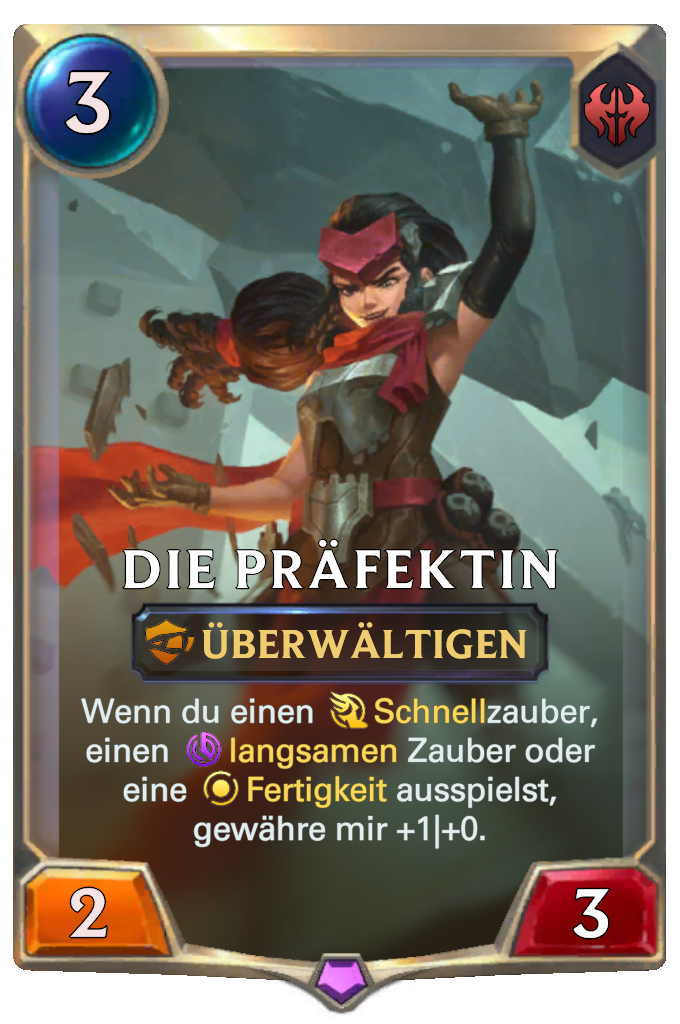 3
DIE PRÄFEKTIN
ÜBERWÄLTIGEN
Wenn du einen Schnellzauber,
einen langsamen Zauber oder
eine Fertigkeit ausspielst,
gewähre mir +1|+0.
2
3